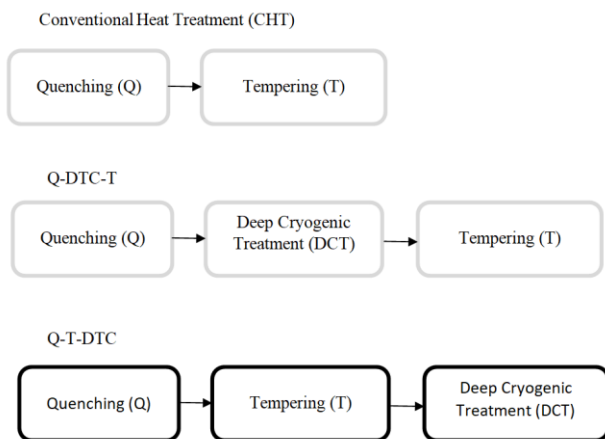 Conventional Heat Treatment (CHT)
Quenching (Q)
Tempering (T)
Q-DTC-T
Quenching (Q)
Deep Cryogenic
Treatment (DCT)
Tempering (T)
Q-T-DTC
Quenching (Q)
Tempering (T)
Deep Cryogenic
Treatment (DCT)